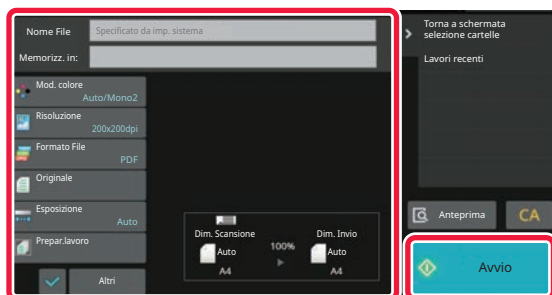 Nome File
Specificato da imp. sistema
Memorizz. in:
Mod. colore
Auto/Mono2
Risoluzione
200x200dpi
Formato File
PDF
Originale
Esposizione
Auto
Prepar.lavoro
Altri
Dim. Scansione
Auto
A4
100%
Dim. Invio
Auto
A4
Torna a schermata
selezione cartelle
Lavori recenti
Anteprima
CA
Avvio